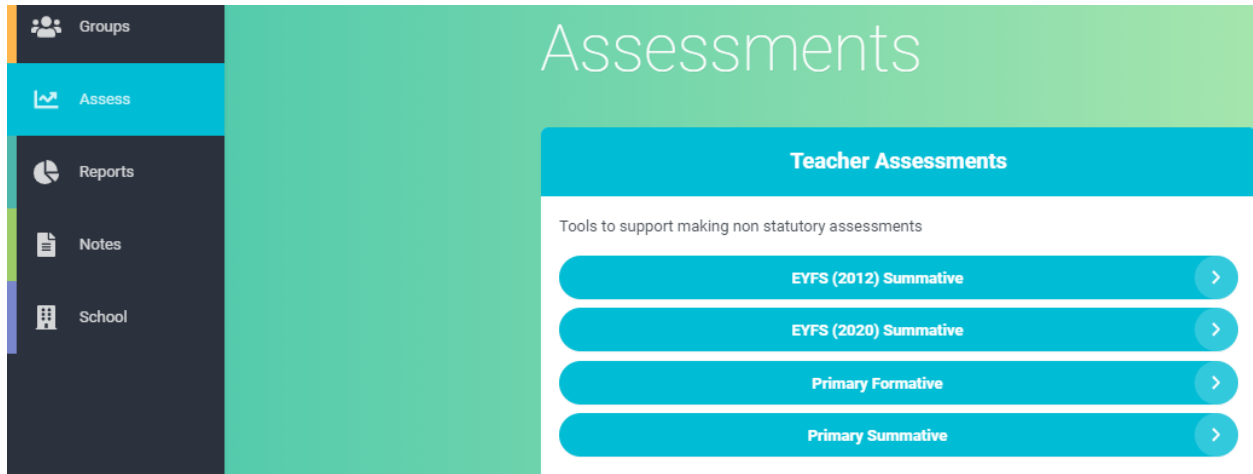 Groups
Assess
Reports
Notes
School
Assessments
Teacher Assessments
Tools to support making non statutory assessments
EYFS (2012) Summative
EYFS (2020) Summative
Primary Formative
Primary Summative